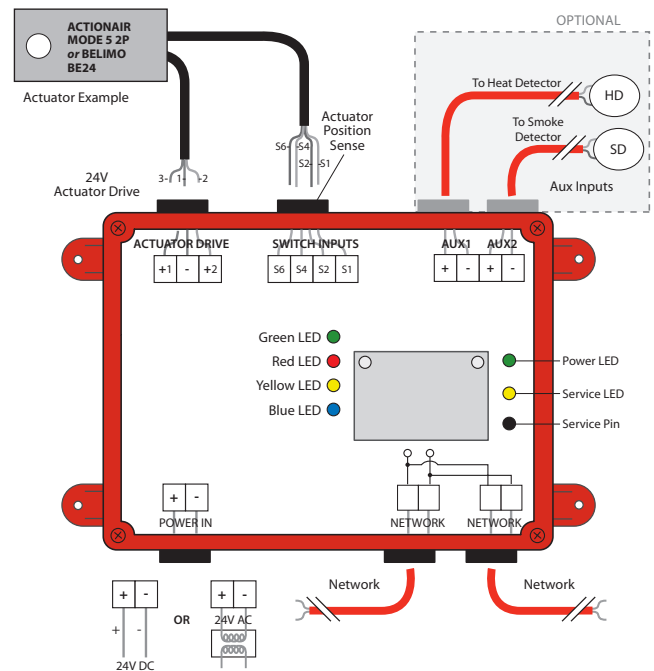 OPTIONAL
ACTIONAIR
MODE 5 2P
or BELIMO
BE24
Actuator Example
To Heat Detector
HD
To Smoke
Detector
SD
Aux Inputs
Actuator
Position
Sense
S6 S4
S2 S1
24V
Actuator Drive
3- 1- -2
ACTUATOR DRIVE
SWITCH INPUTS
AUX1 AUX2
+1 - +2
S6 S4 S2 S1
+ - + -
Green LED
Red LED
Yellow LED
Blue LED
Power LED
Service LED
Service Pin
+ -
POWER IN
NETWORK
NETWORK
Network
Network
+ -
OR
+ -
24V AC
+ -
24V DC